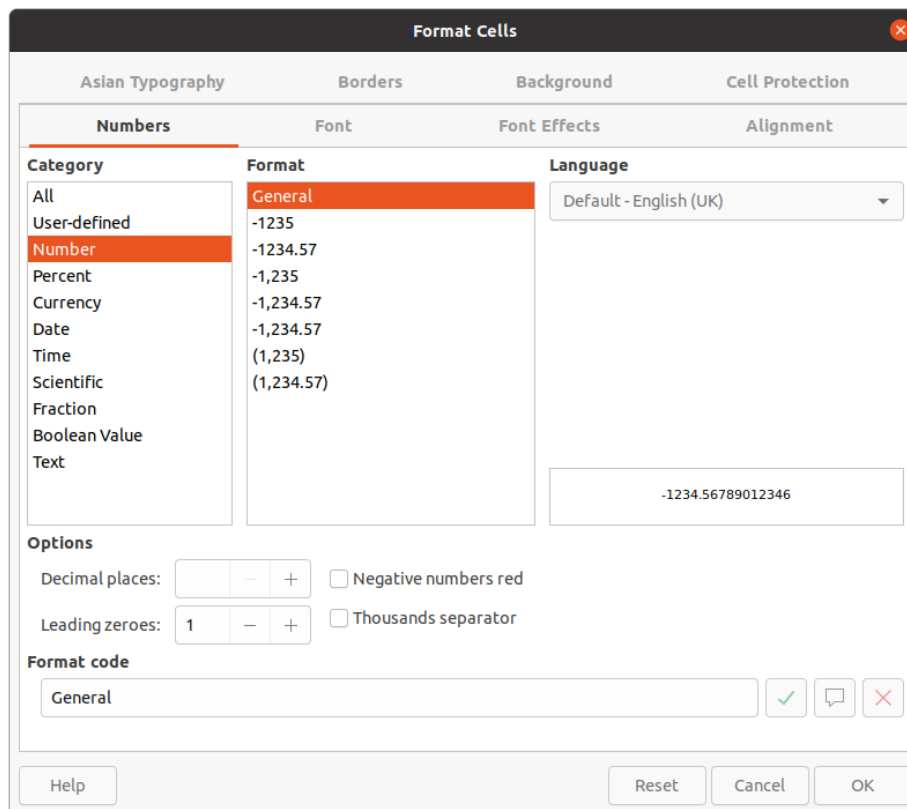 Format Cells
Asian Typography Borders Background Cell Protection
Numbers Font Font Effects Alignment
Category
All
User-defined
Number
Percent
Currency
Date
Time
Scientific
Fraction
Boolean Value
Text
Format
General
-1235
-1234.57
-1,235
-1,234.57
-1,234.57
(1,235)
(1,234.57)
Language
Default - English (UK)
-1234.56789012346
Options
Decimal places:
Negative numbers red
Leading zeroes: 1
Thousands separator
Format code
General
Help Reset Cancel OK